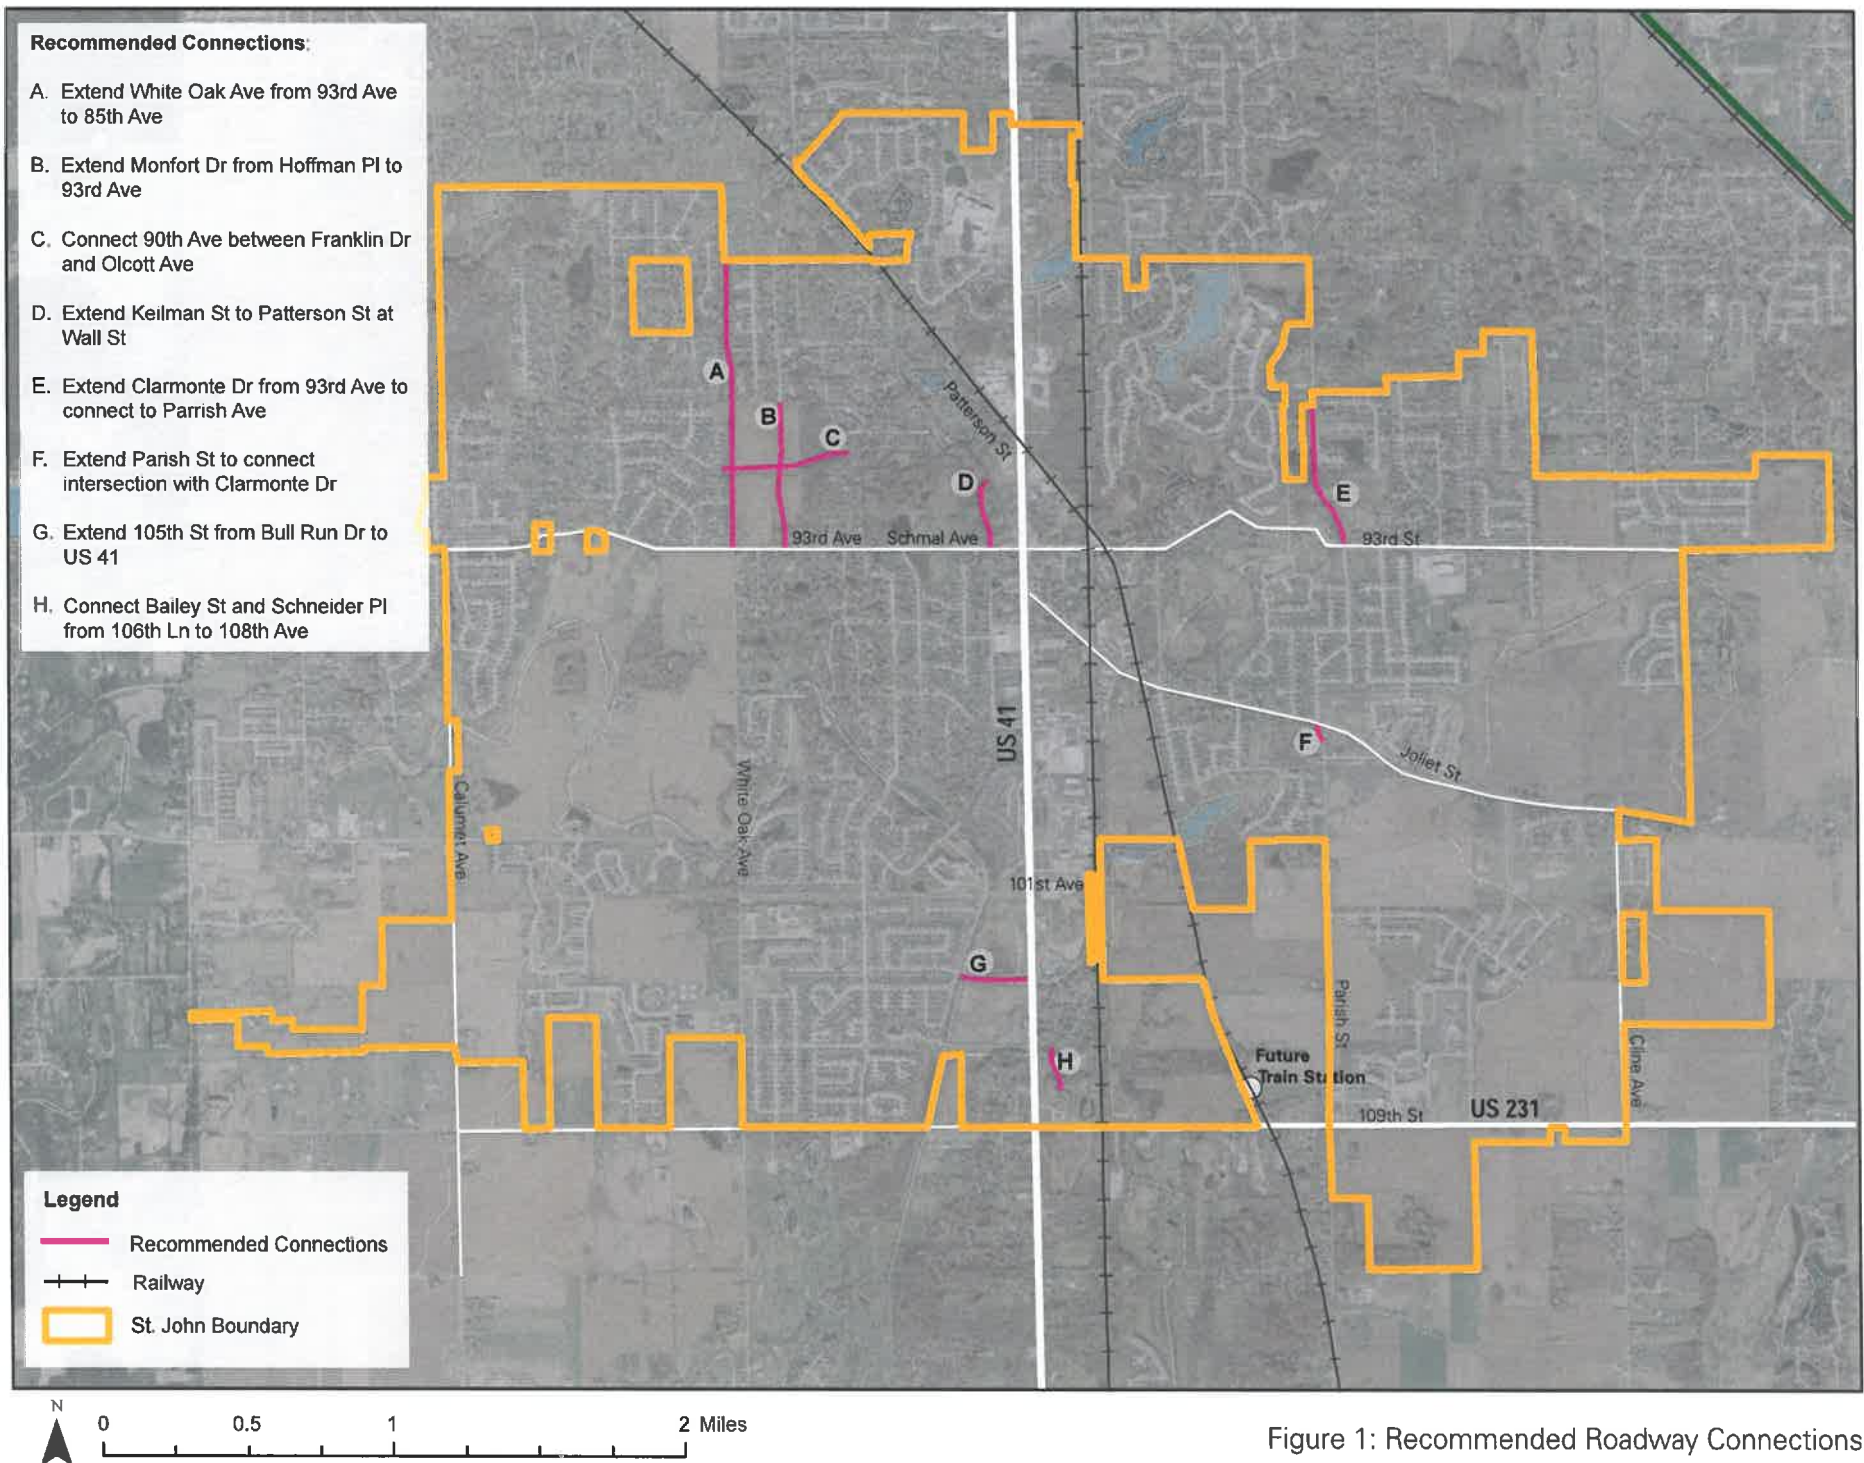 Recommended Connections:
A. Extend White Oak Ave from 93rd Ave
to 85th Ave
B. Extend Monfort Dr from Hoffman Pl to
93rd Ave
C. Connect 90th Ave between Franklin Dr
and Olcott Ave
D. Extend Keilman St to Patterson St at
Wall St
E. Extend Clarmonte Dr from 93rd Ave to
connect to Parrish Ave
F. Extend Parish St to connect
intersection with Clarmonte Dr
G. Extend 105th St from Bull Run Dr to
US 41
H. Connect Bailey St and Schneider Pl
from 106th Ln to 108th Ave
A
B
C
Patterson St
D
E
93rd Ave
Schmal Ave
93rd St
US 41
F
Joliet St
Calumet Ave
White Oak Ave
101st Ave
G
Parish St
H
Future
Train Station
Cline Ave
109th St
US 231
Legend
Recommended Connections
Railway
St. John Boundary
N
0
0.5
1
2 Miles
Figure 1: Recommended Roadway Connections